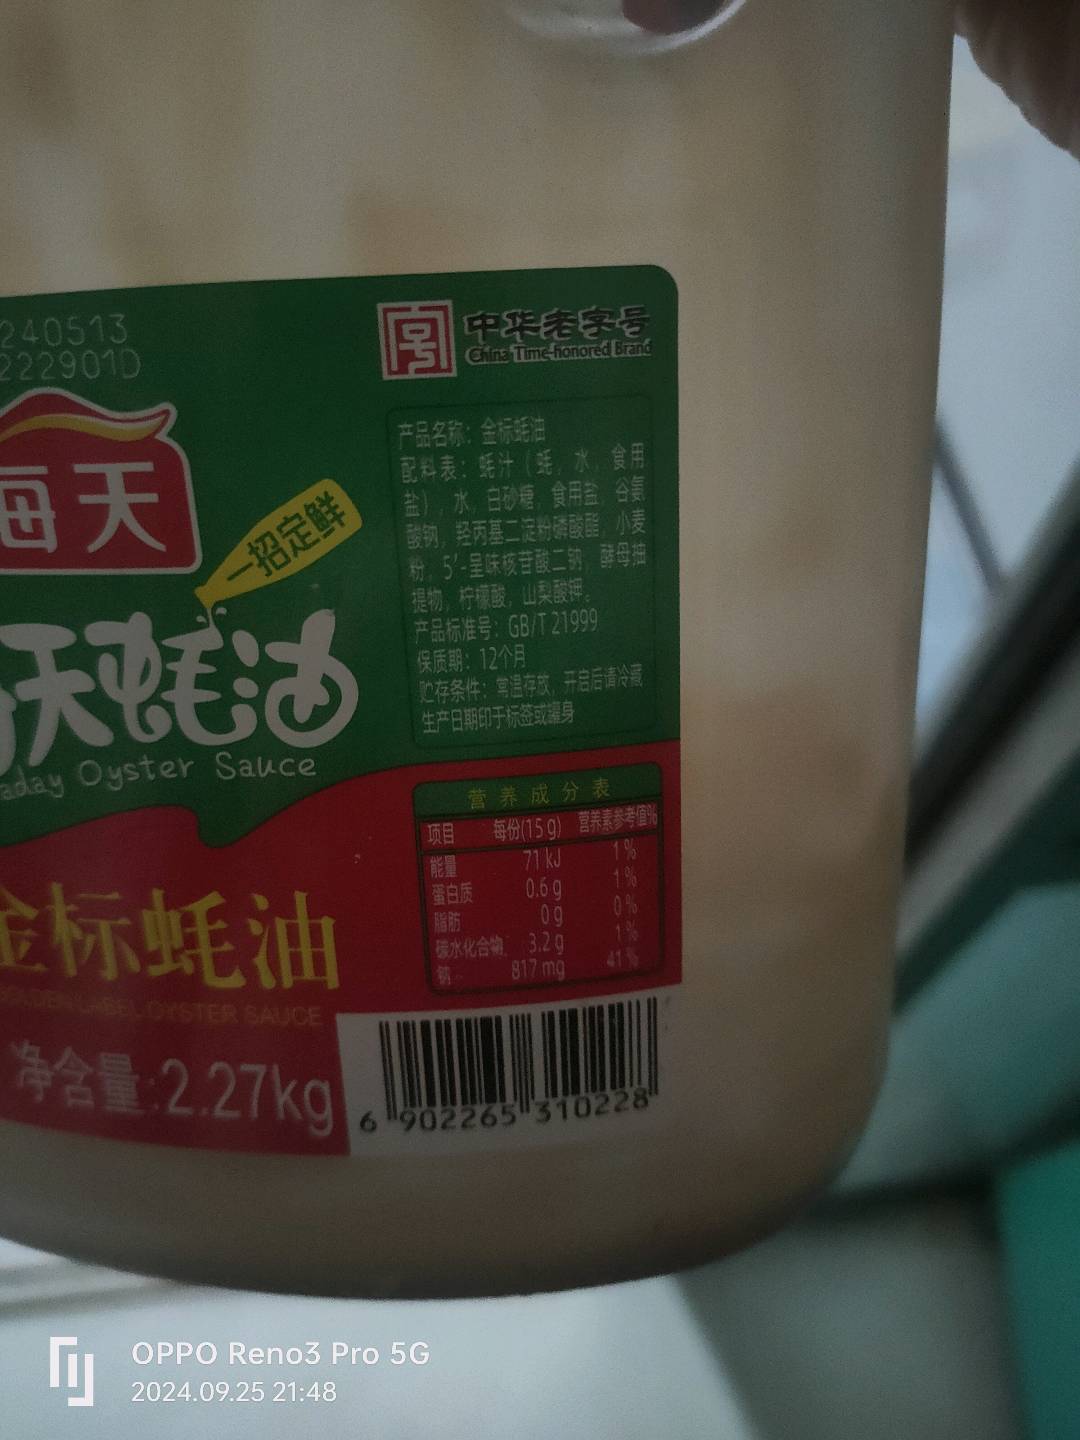 240513
222901D
中华老字号
China Time-honored Brand
海天
一招定鲜
天蚝油
aday Oyster Sauce
金标蚝油
GOLDEN LABEL OYSTER SAUCE
净含量:2.27kg
产品名称：金标蚝油
配料表：蚝汁（蚝，水，食用
盐），水，白砂糖，食用盐，谷氨
酸钠，羟丙基二淀粉磷酸酯，小麦
粉，5'-呈味核苷酸二钠，酵母抽
提物，柠檬酸，山梨酸钾。
产品标准号：GB/T 21999
保质期：12个月
贮存条件：常温存放，开启后请冷藏
生产日期印于标签或罐身
营养成分表
项目 每份(15 g) 营养素参考值%
能量 71 kJ 1%
蛋白质 0.6 g 1%
脂肪 0 g 0%
碳水化合物 3.2 g 1%
钠 817 mg 41%
6 902265 310228
OPPO Reno3 Pro 5G
2024.09.25 21:48